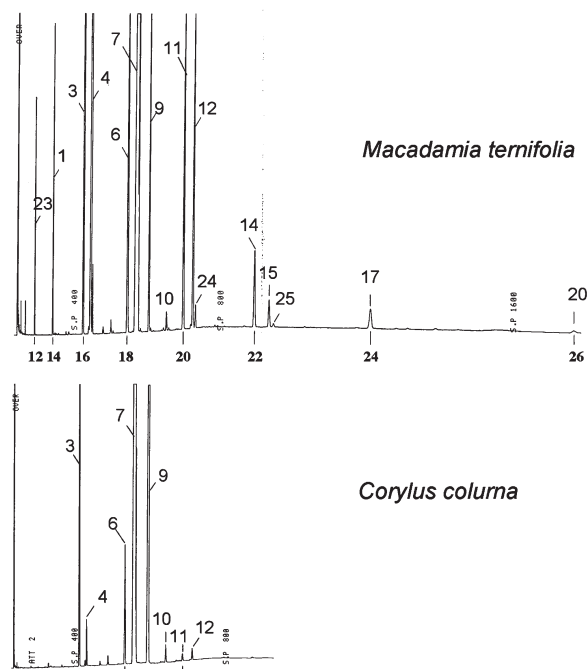 OVER
7
11
3
4
9
12
6
Macadamia ternifolia
1
23
14
15
17
24
10
25
20
S.P 400
S.P 800
S.P 1600
12 14 16 18 20 22 24 26
OVER
7
3
9
Corylus colurna
6
4
10
11
12
ATT 2
S.P 400
S.P 800